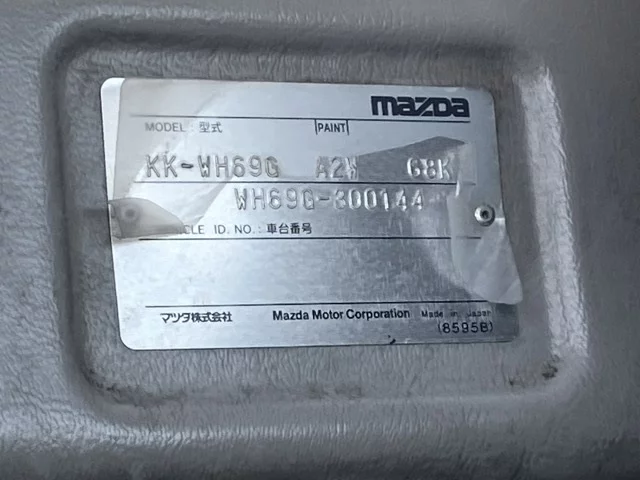 mazda
MODEL : 型式 PAINT
KK-WH69G A2W G8K
WH69G-300144
CLE ID. NO. : 車台番号
マツダ株式会社 Mazda Motor Corporation Made in Japan
(8595B)